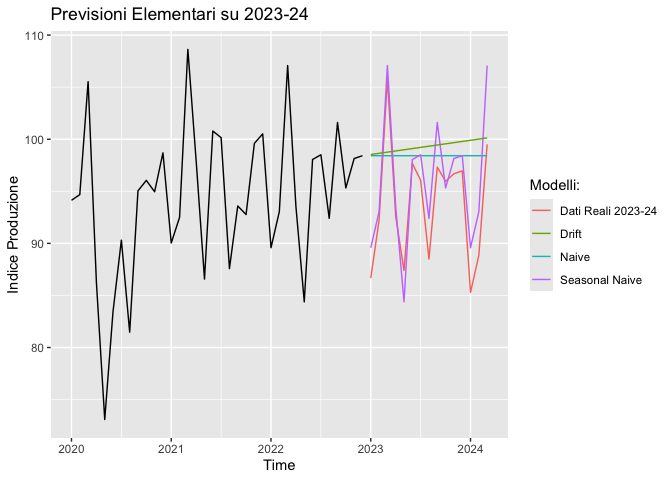 Previsioni Elementari su 2023-24
110
100
90
80
Indice Produzione
2020
2021
2022
2023
2024
Time
Modelli:
Dati Reali 2023-24
Drift
Naive
Seasonal Naive